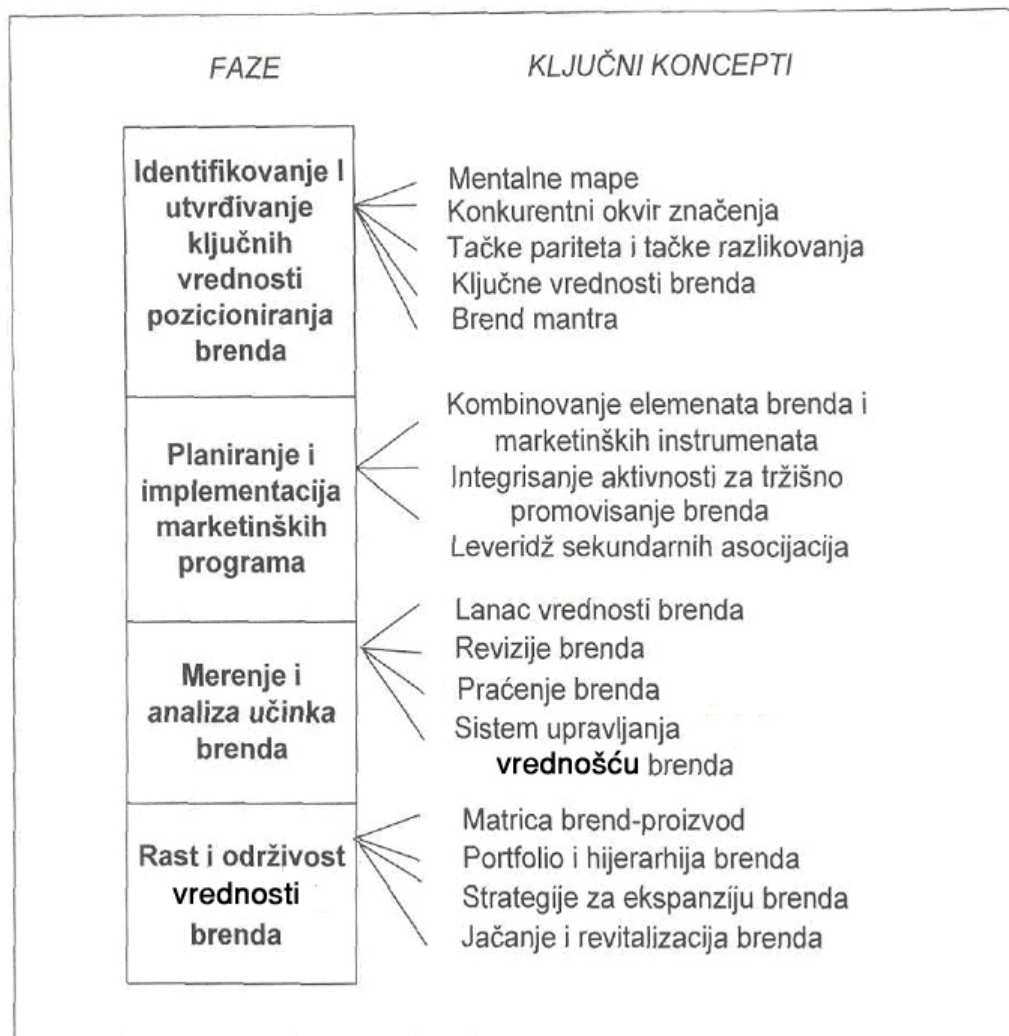 FAZE
KLJUČNI KONCEPTI
Identifikovanje I
utvrđivanje
ključnih
vrednosti
pozicioniranja
brenda
Mentalne mape
Konkurentni okvir značenja
Tačke pariteta i tačke razlikovanja
Ključne vrednosti brenda
Brend mantra
Planiranje i
implementacija
marketinških
programa
Kombinovanje elemenata brenda i
marketinških instrumenata
Integrisanje aktivnosti za tržišno
promovisanje brenda
Leveridž sekundarnih asocijacija
Merenje i
analiza učinka
brenda
Lanac vrednosti brenda
Revizije brenda
Praćenje brenda
Sistem upravljanja
vrednošću brenda
Rast i održivost
vrednosti
brenda
Matrica brend-proizvod
Portfolio i hijerarhija brenda
Strategije za ekspanziju brenda
Jačanje i revitalizacija brenda